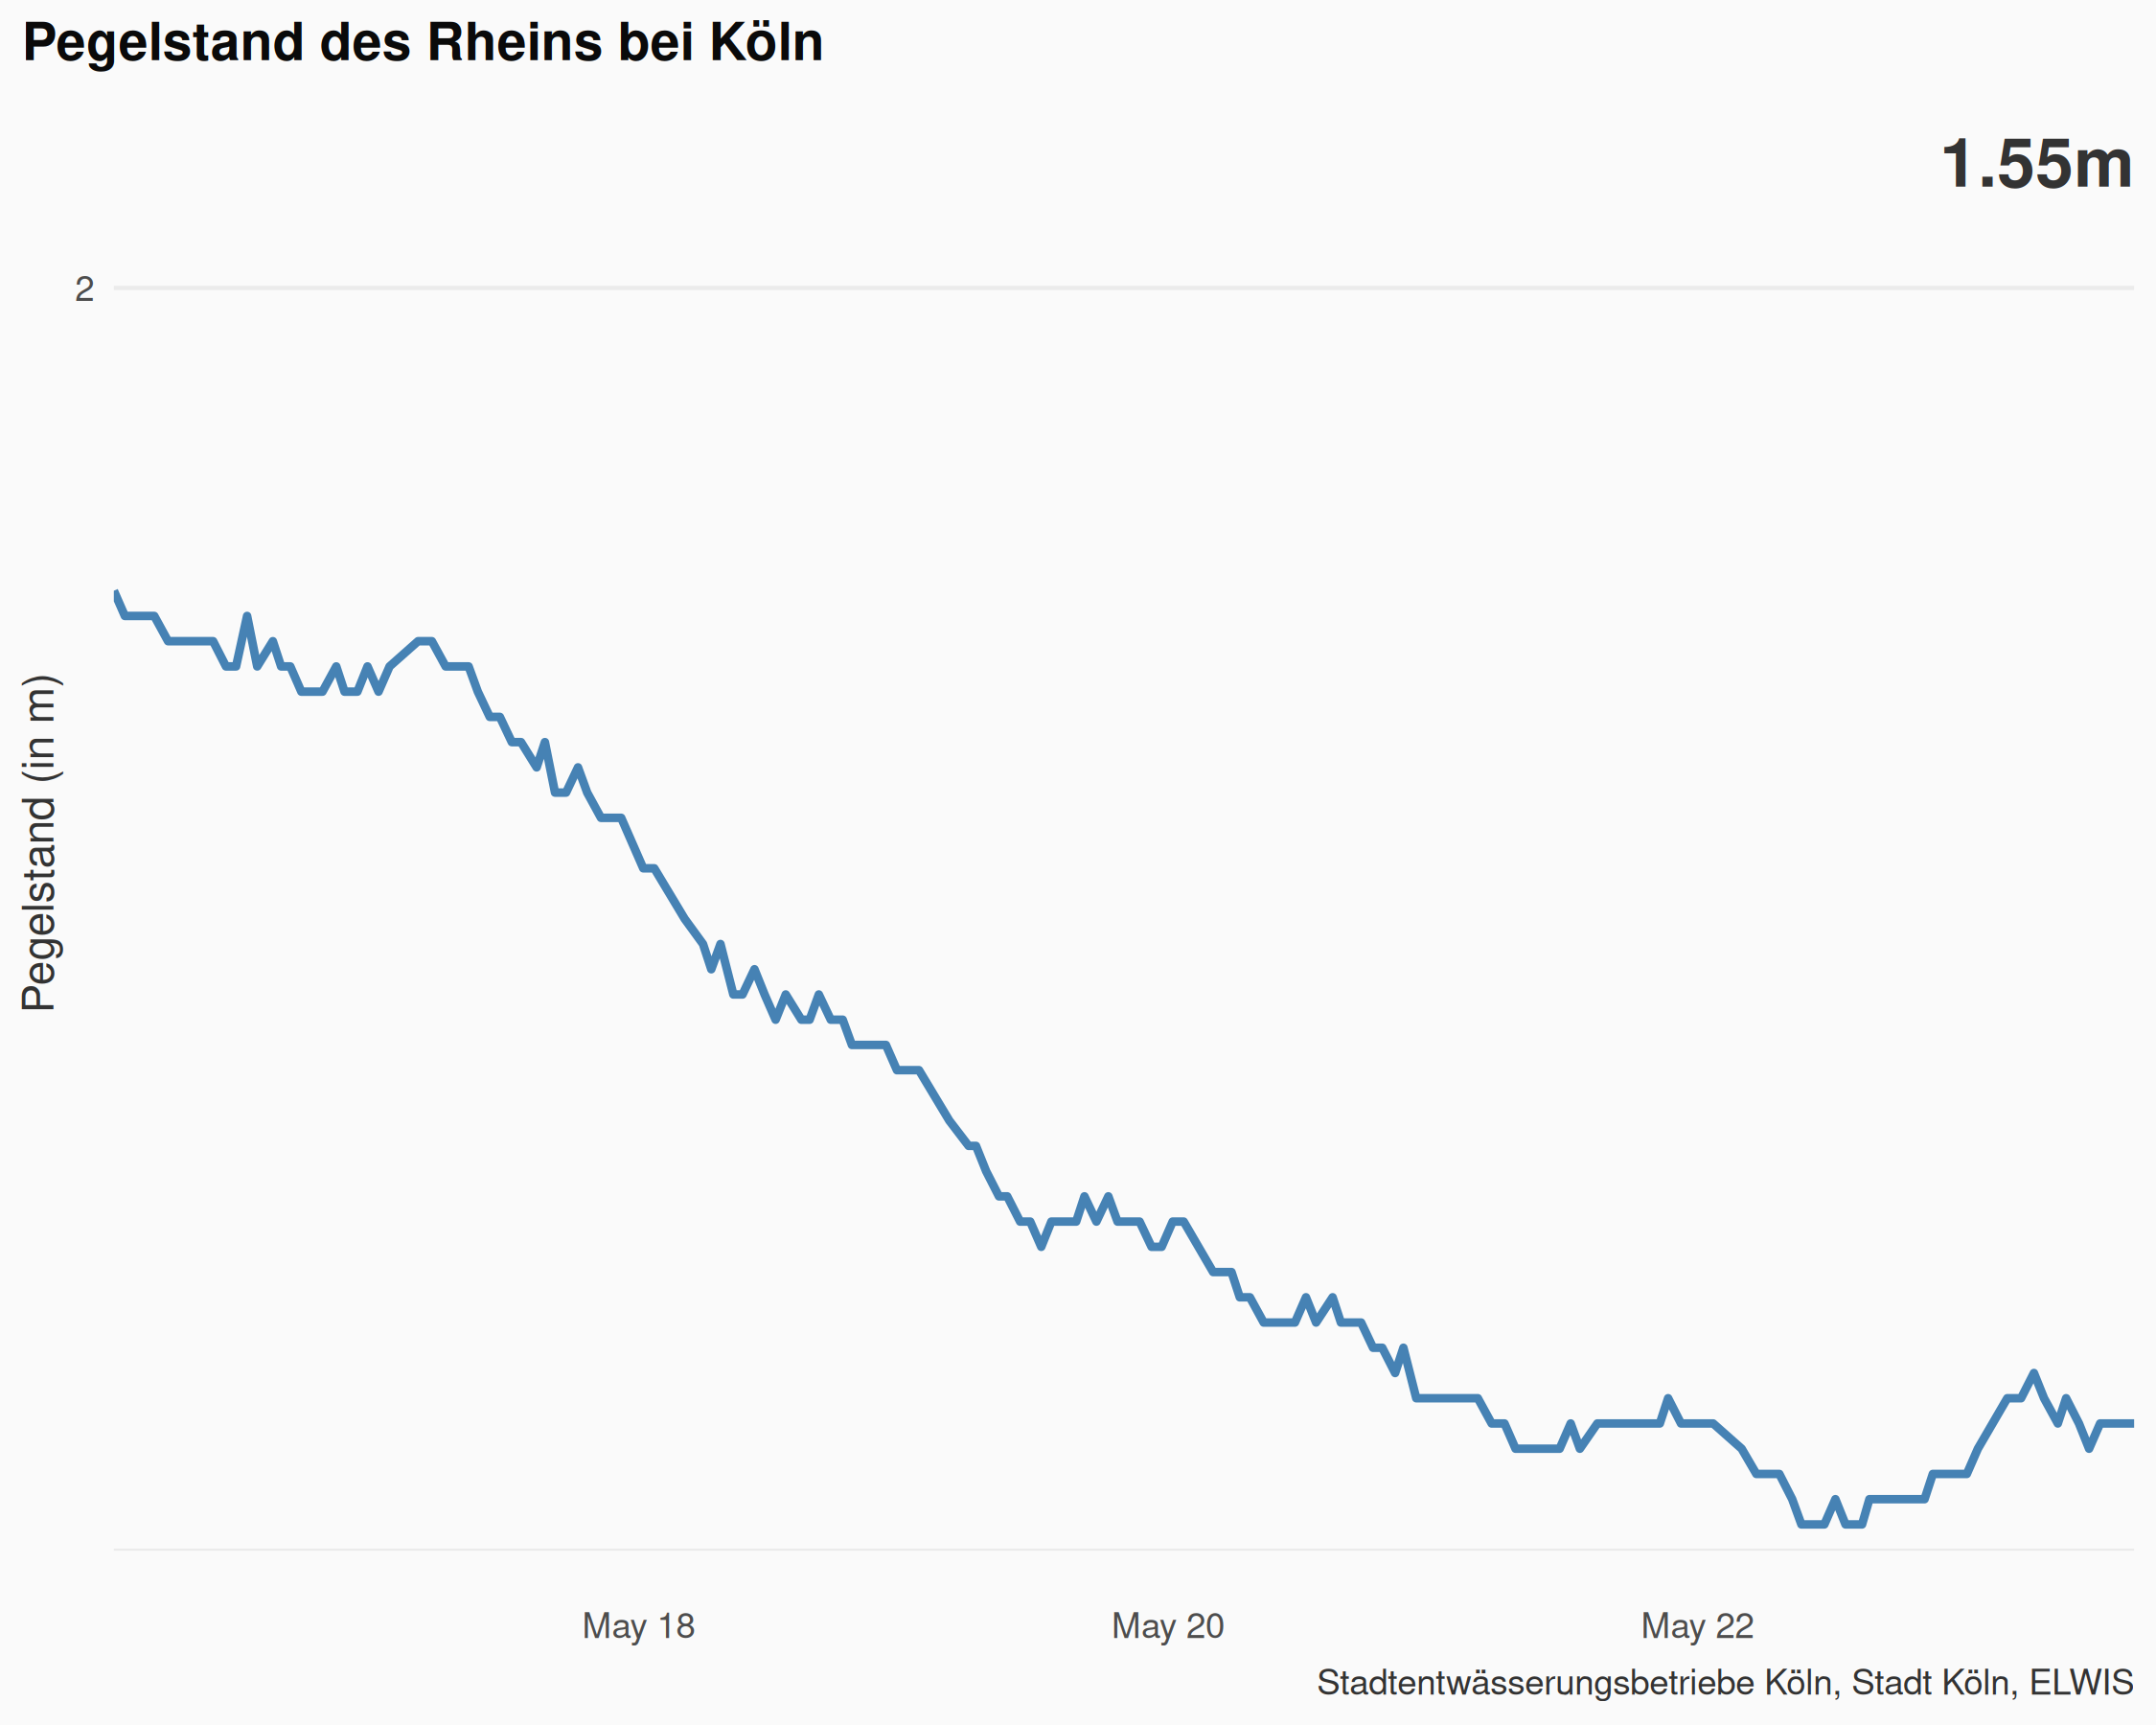 Pegelstand des Rheins bei Köln
1.55m
2
Pegelstand (in m)
May 18
May 20
May 22
Stadtentwässerungsbetriebe Köln, Stadt Köln, ELWIS